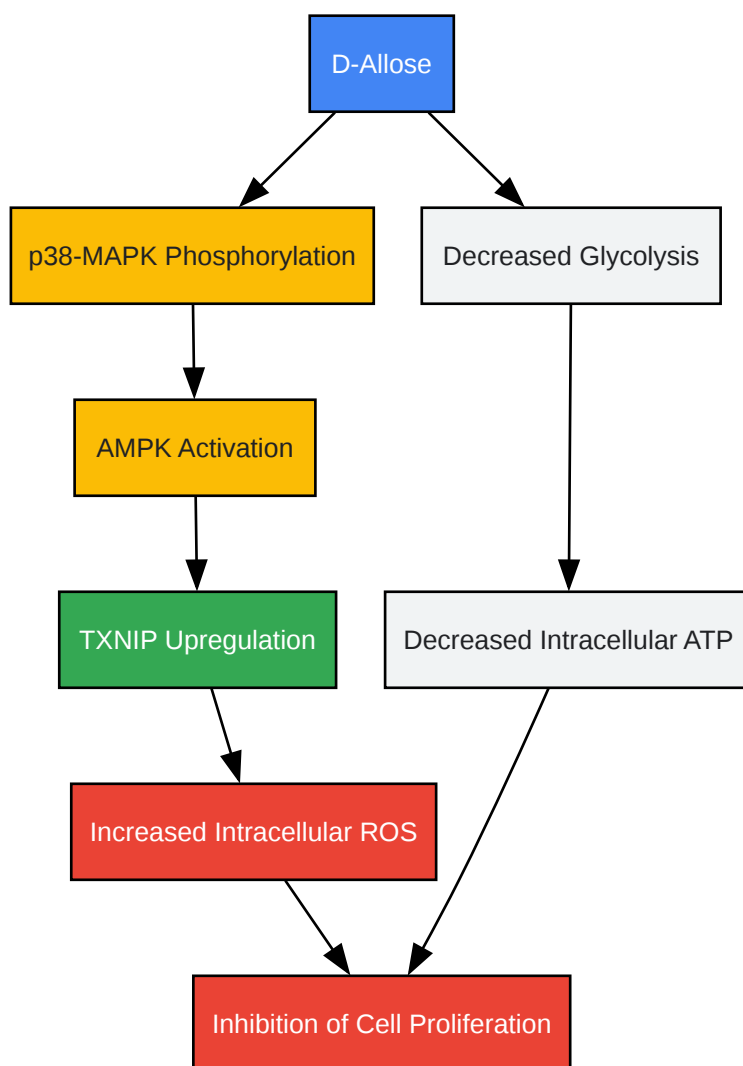 D-Allose
p38-MAPK Phosphorylation
Decreased Glycolysis
AMPK Activation
TXNIP Upregulation
Decreased Intracellular ATP
Increased Intracellular ROS
Inhibition of Cell Proliferation